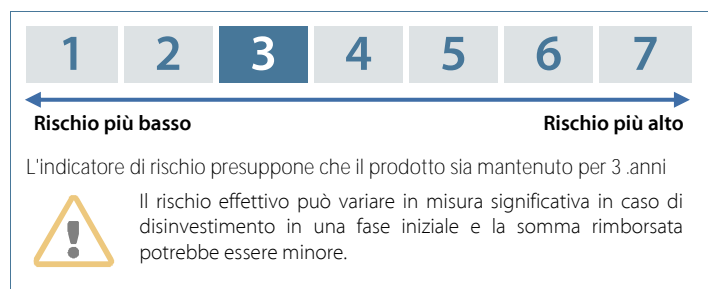 1 2 3 4 5 6 7
Rischio più basso Rischio più alto
L'indicatore di rischio presuppone che il prodotto sia mantenuto per 3 .anni
Il rischio effettivo può variare in misura significativa in caso di
disinvestimento in una fase iniziale e la somma rimborsata
potrebbe essere minore.